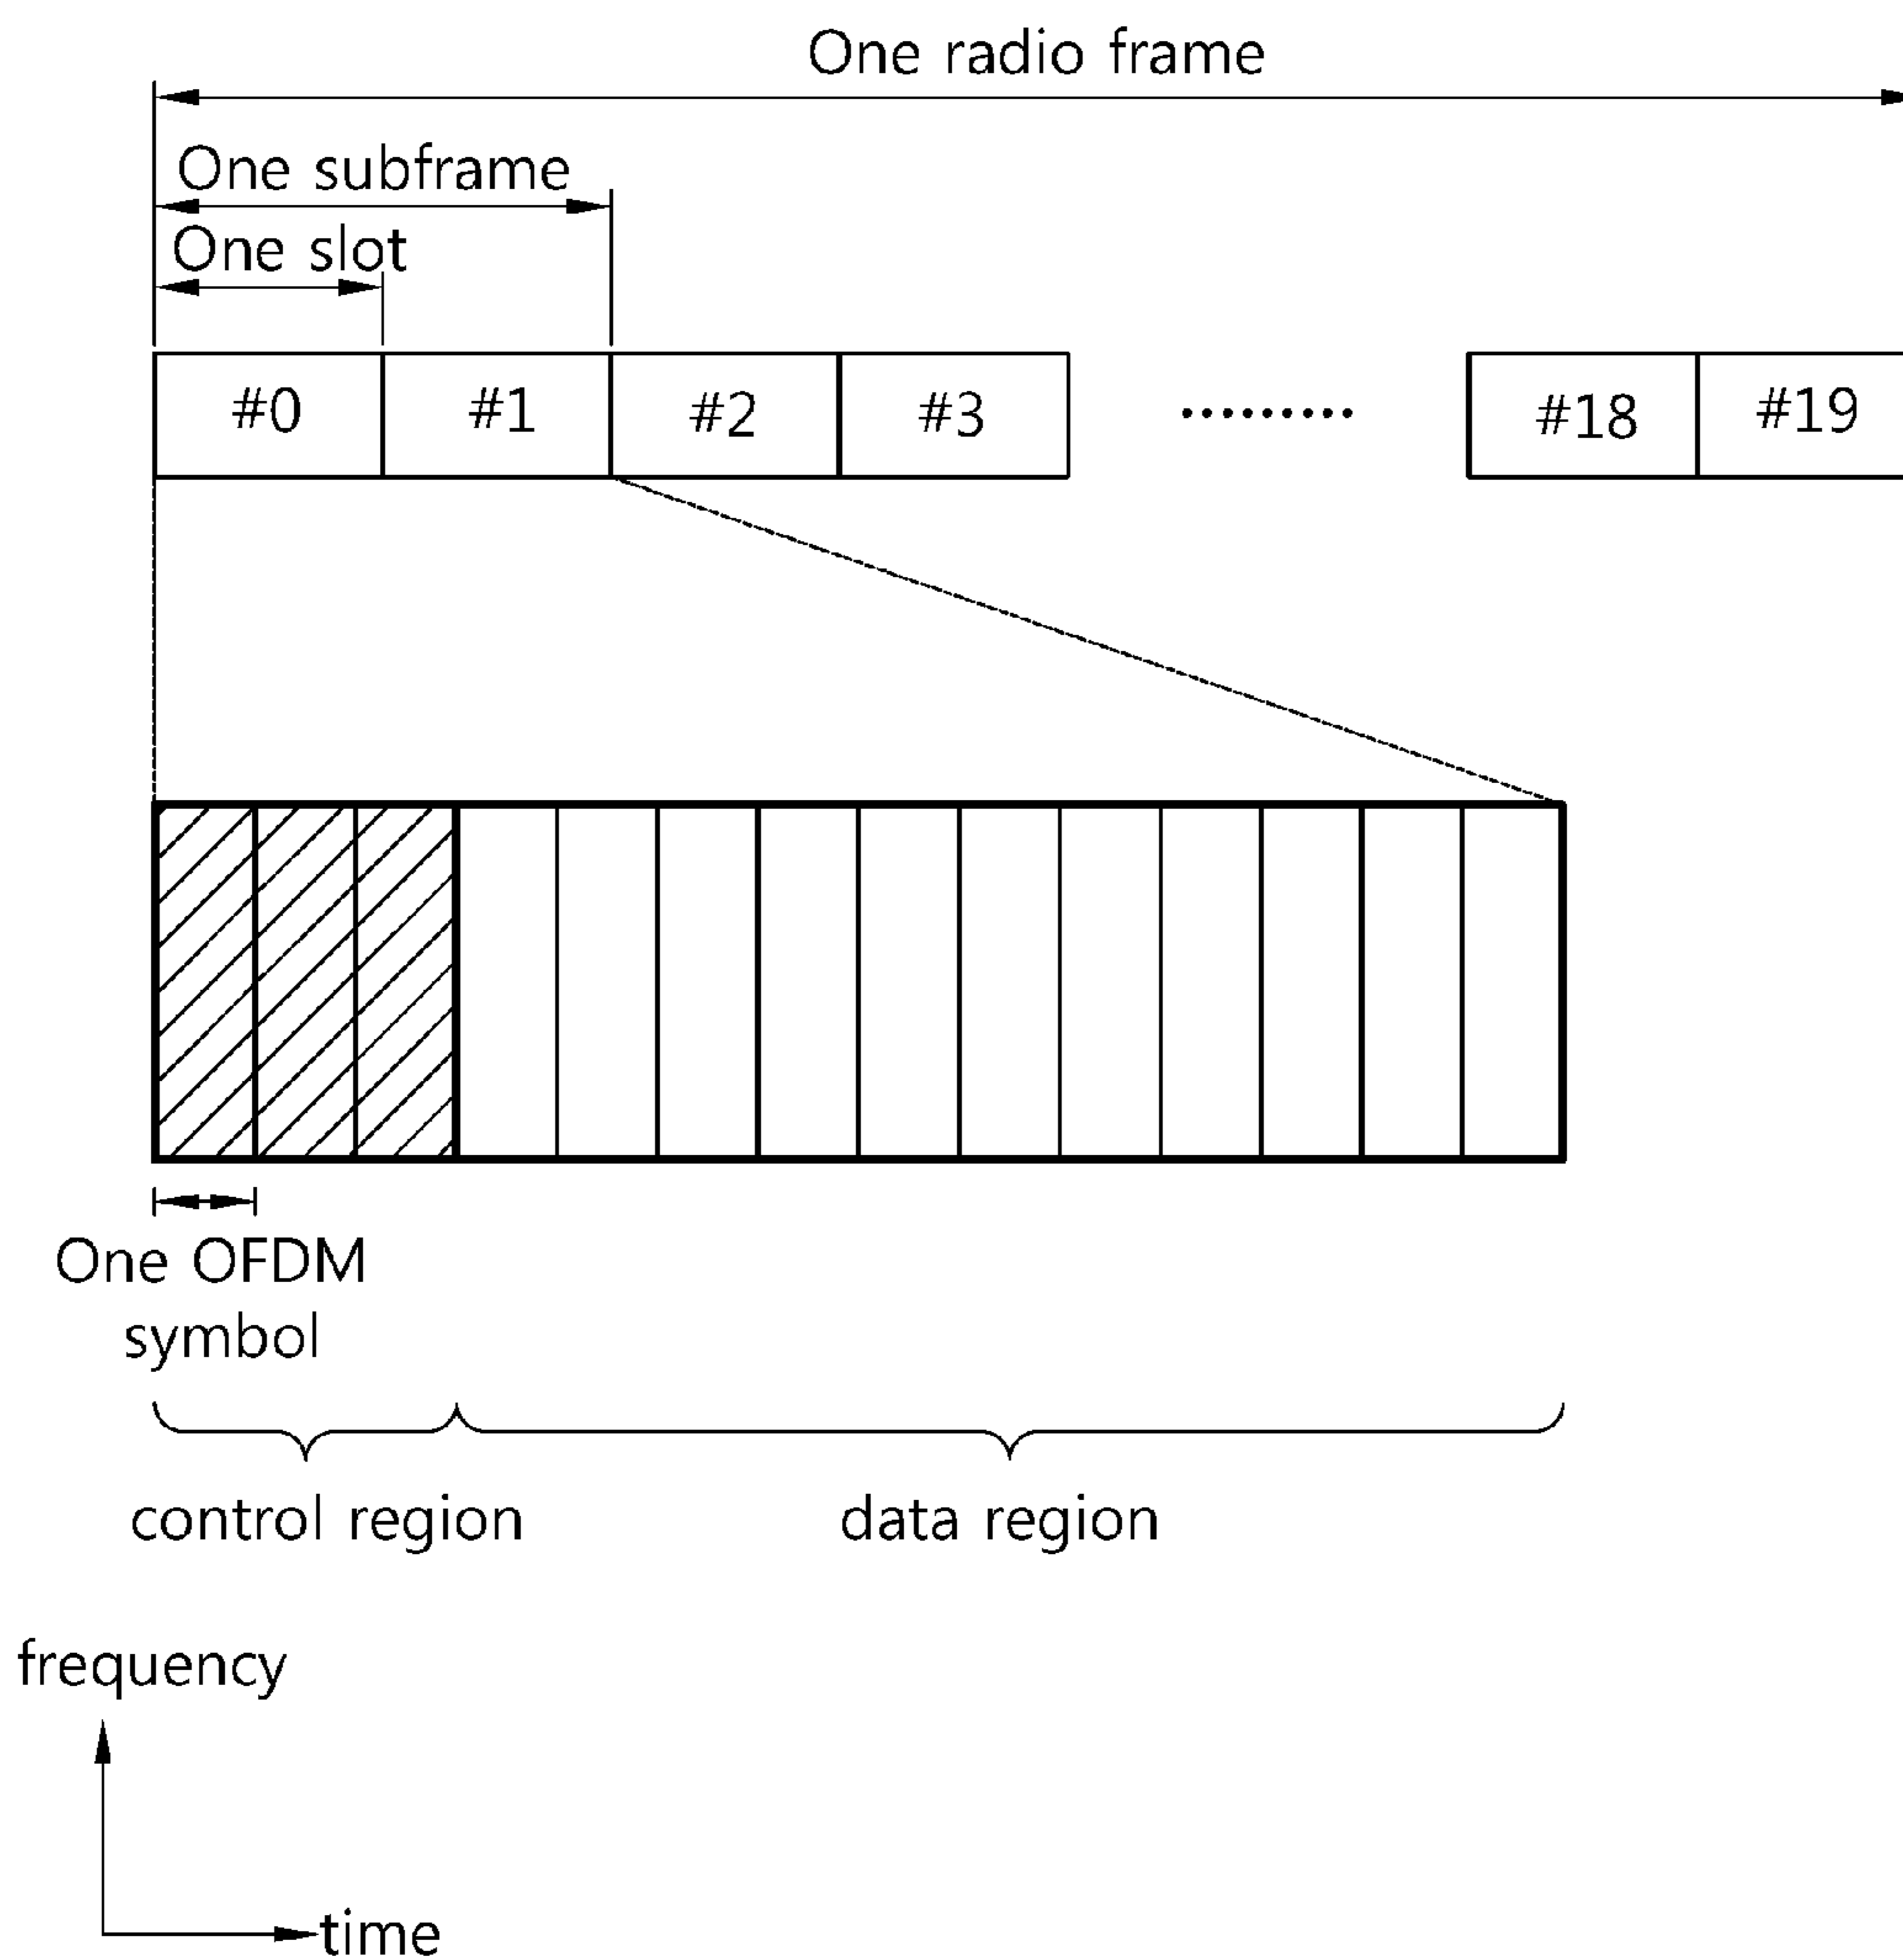 One radio frame
One subframe
One slot
#0 #1 #2 #3 ......... #18 #19
One OFDM
symbol
control region data region
frequency
time